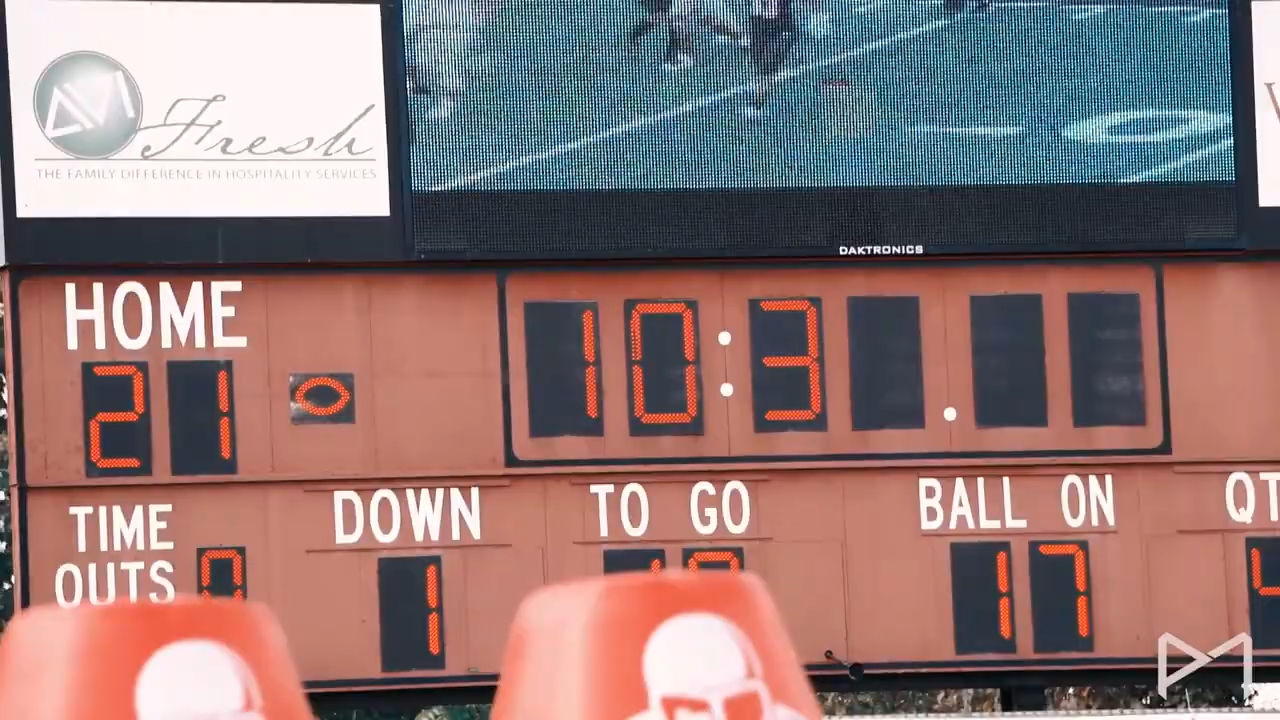 AM Fresh
THE FAMILY DIFFERENCE IN HOSPITALITY SERVICES
DAKTRONICS
HOME
21
10:3 .
TIME OUTS
DOWN
1
TO GO
BALL ON
17
QT